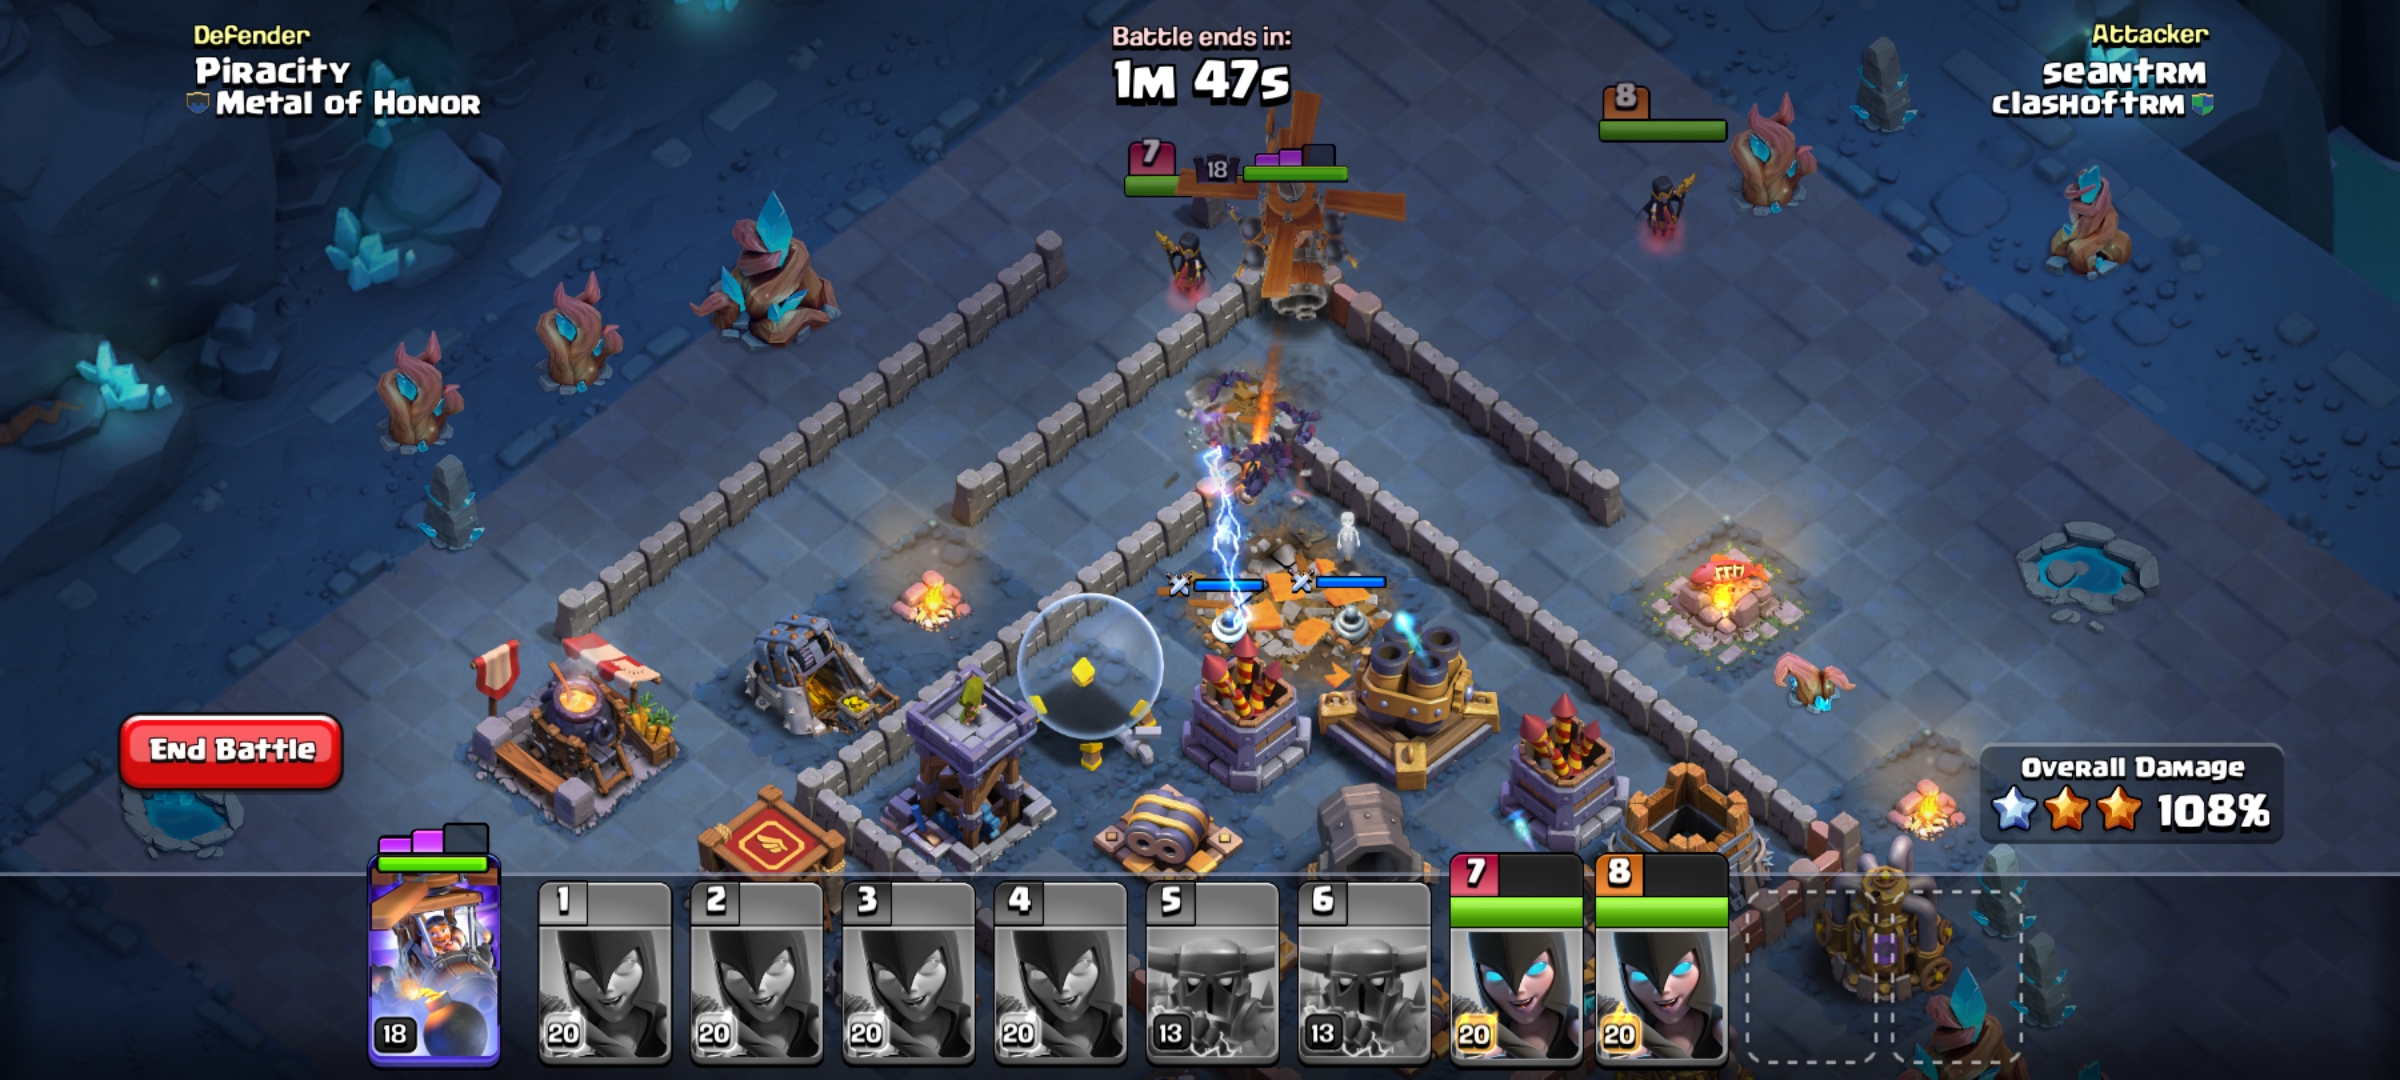 Defender
Piracity
Metal of Honor
Battle ends in:
1m 47s
Attacker
seantrm
clashoftrm
7
18
8
End Battle
Overall Damage
108%
18
1
20
2
20
3
20
4
20
5
13
6
13
7
20
8
20